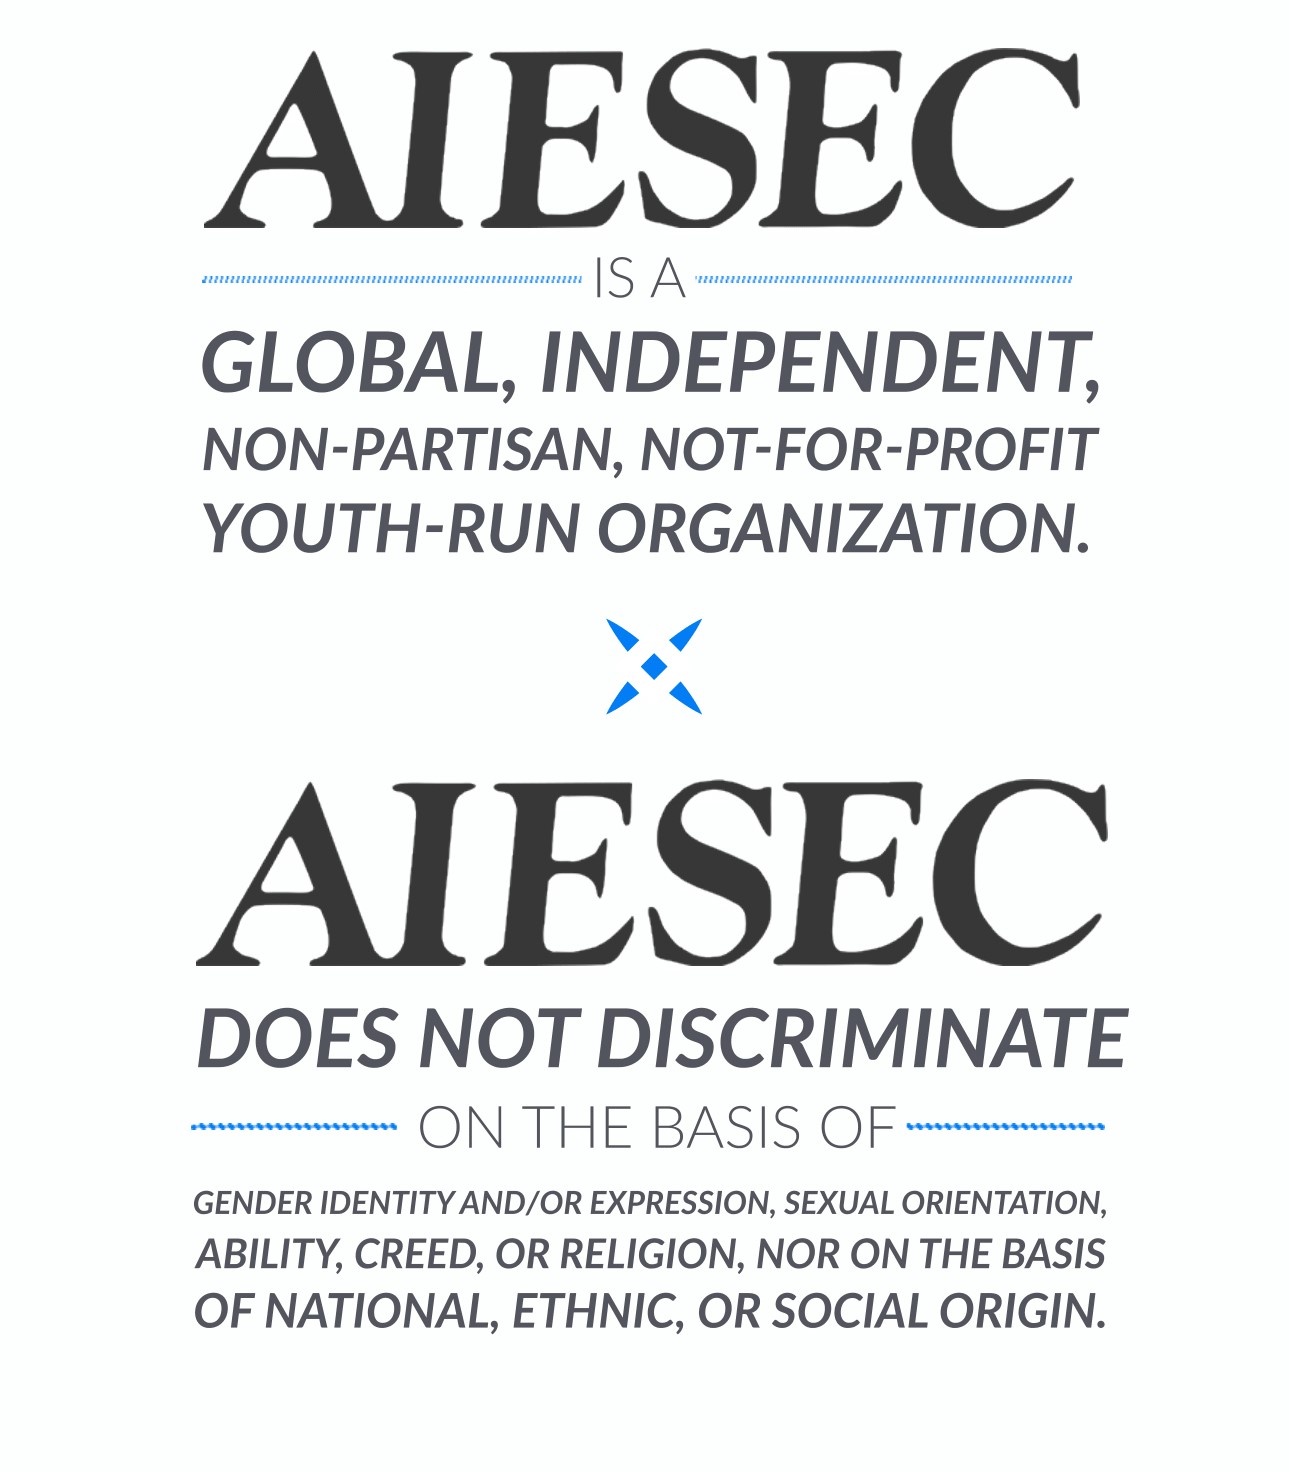 AIESEC
IS A
GLOBAL, INDEPENDENT,
NON-PARTISAN, NOT-FOR-PROFIT
YOUTH-RUN ORGANIZATION.
AIESEC
DOES NOT DISCRIMINATE
ON THE BASIS OF
GENDER IDENTITY AND/OR EXPRESSION, SEXUAL ORIENTATION,
ABILITY, CREED, OR RELIGION, NOR ON THE BASIS
OF NATIONAL, ETHNIC, OR SOCIAL ORIGIN.